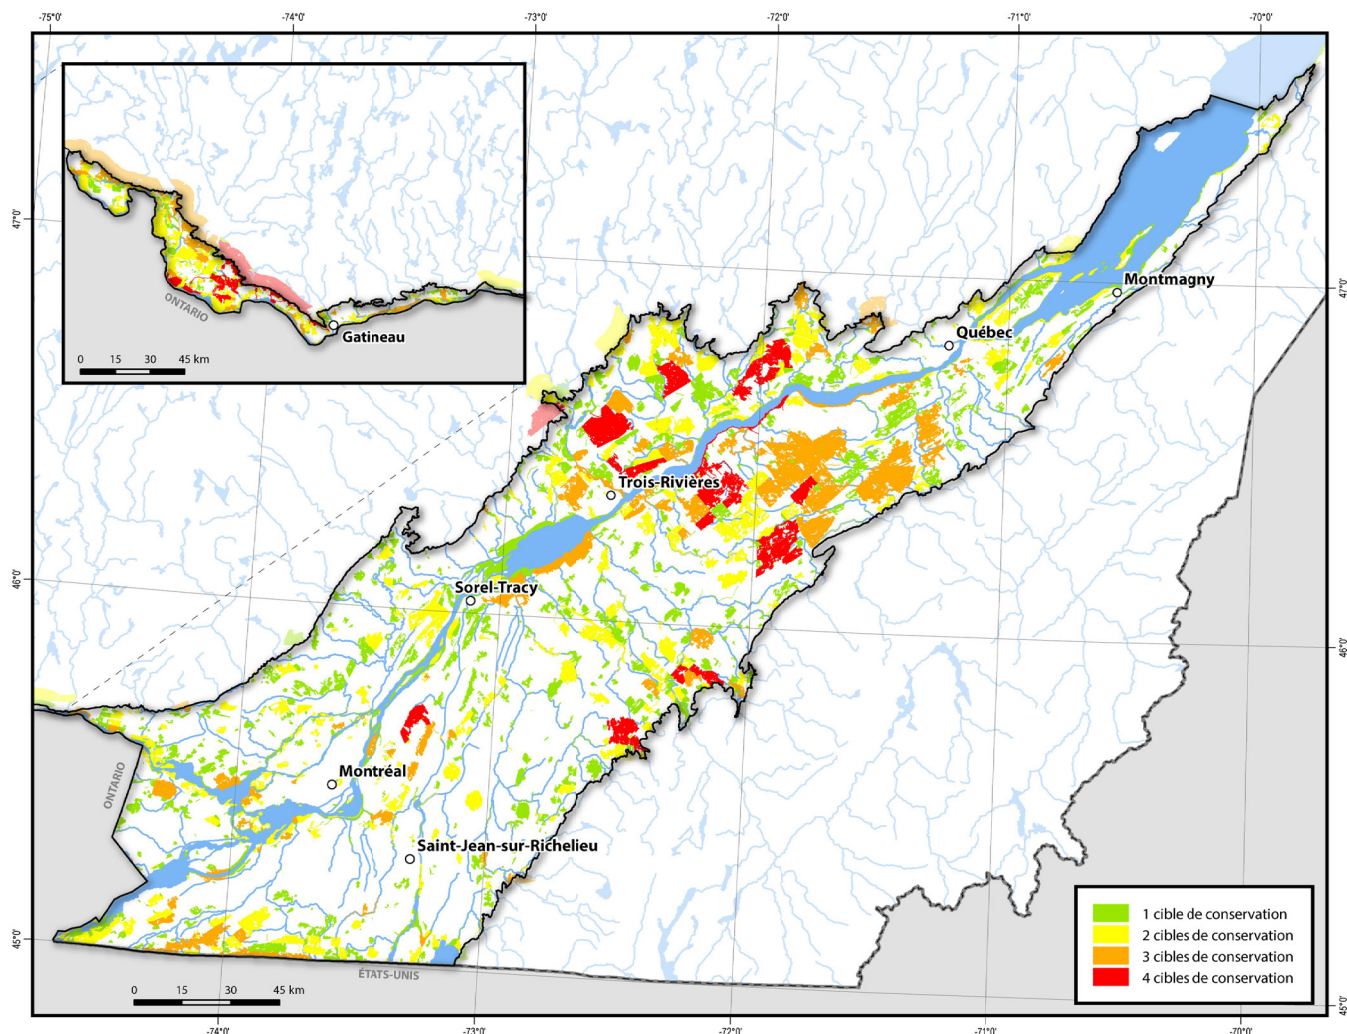 -75°0' -74°0' -73°0' -72°0' -71°0' -70°0'
47°0'
ONTARIO
Gatineau
0 15 30 45 km
Montmagny
47°0'
Québec
Trois-Rivières
46°0'
Sorel-Tracy
46°0'
ONTARIO
Montréal
Saint-Jean-sur-Richelieu
1 cible de conservation
2 cibles de conservation
3 cibles de conservation
4 cibles de conservation
45°0'
ÉTATS-UNIS
0 15 30 45 km
45°0'
-74°0' -73°0' -72°0' -71°0' -70°0'